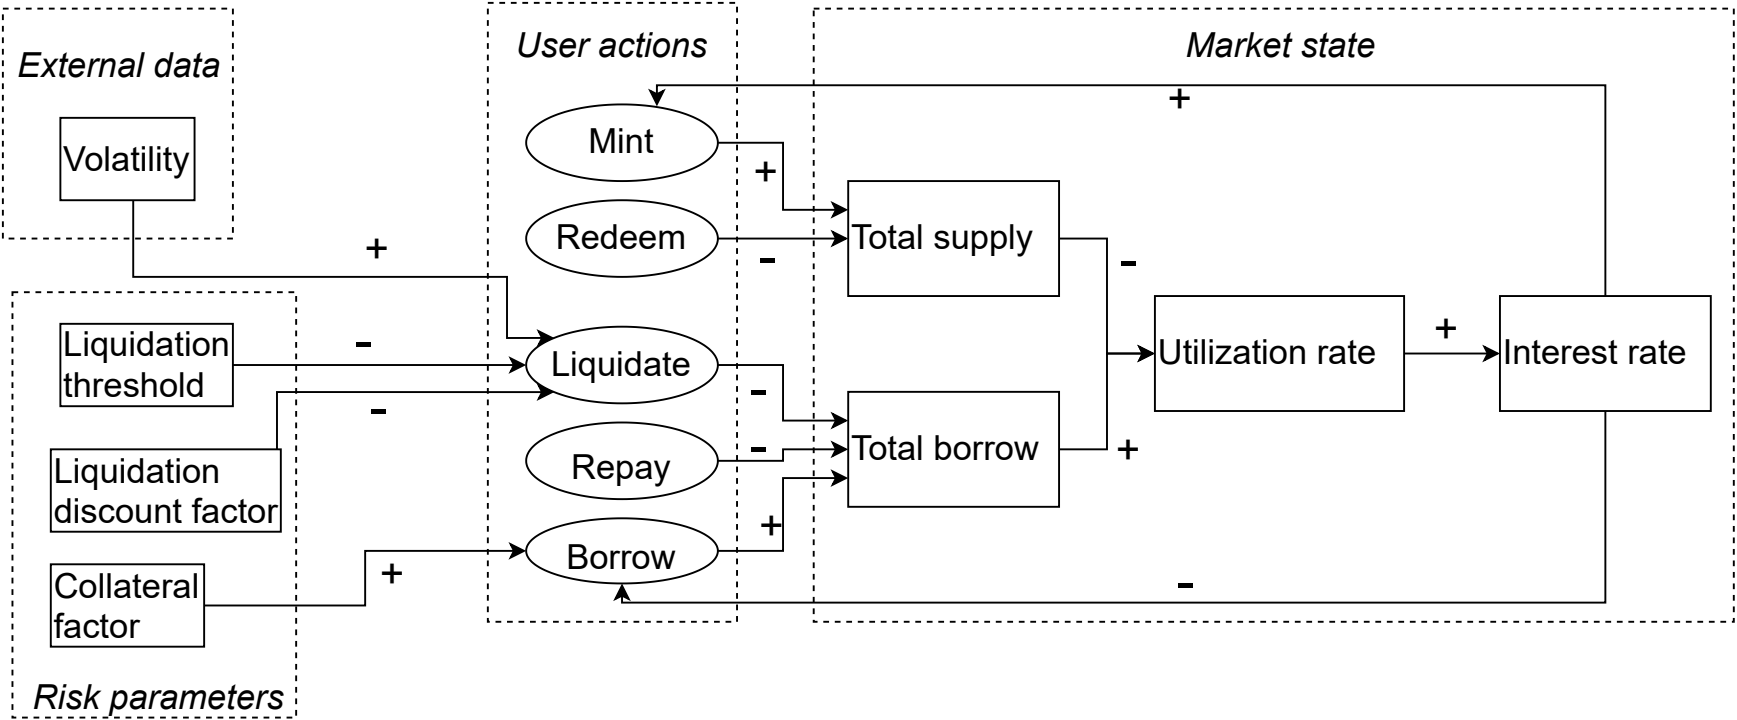 External data
Volatility
+
Liquidation
threshold
-
Liquidation
discount factor
-
Collateral
factor
+
Risk parameters
User actions
Mint
+
Redeem
-
Liquidate
-
Repay
-
Borrow
+
Market state
+
Total supply
-
Total borrow
+
Utilization rate
+
Interest rate
-